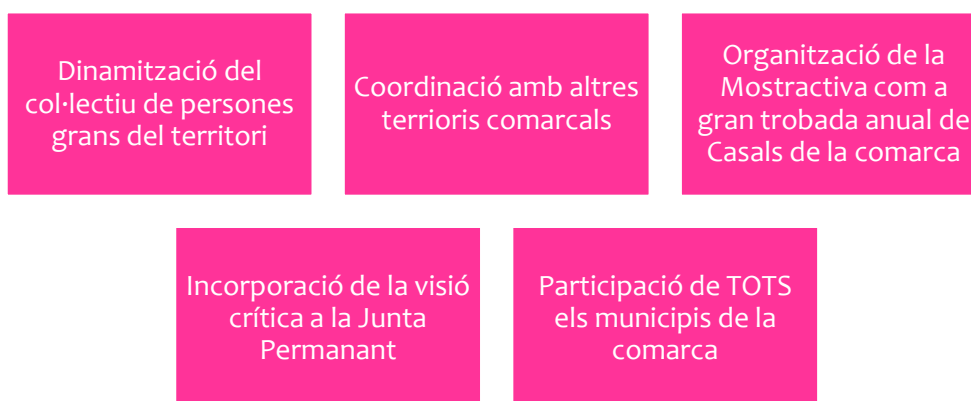 Dinamització del
col·lectiu de persones
grans del territori
Coordinació amb altres
terrioris comarcals
Organització de la
Mostractiva com a
gran trobada anual de
Casals de la comarca
Incorporació de la visió
crítica a la Junta
Permanant
Participació de TOTS
els municipis de la
comarca